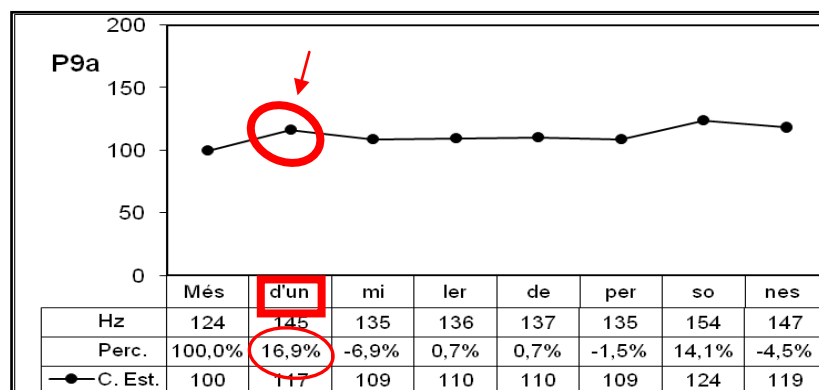 200
P9a
150
100
50
0
Més d'un mi ler de per so nes
Hz 124 145 135 136 137 135 154 147
Perc. 100,0% 16,9% -6,9% 0,7% 0,7% -1,5% 14,1% -4,5%
C. Est. 100 117 109 110 110 109 124 119